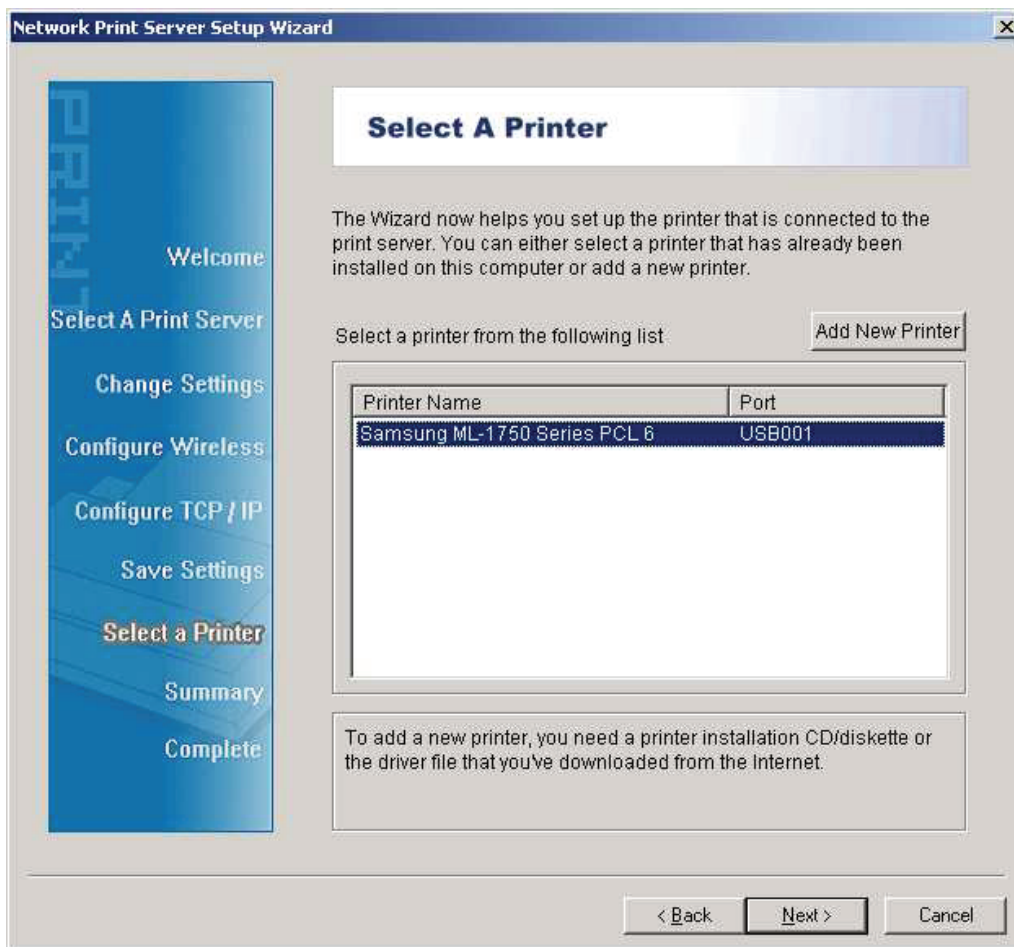 Network Print Server Setup Wizard
PRINT
Welcome
Select A Print Server
Change Settings
Configure Wireless
Configure TCP / IP
Save Settings
Select a Printer
Summary
Complete
Select A Printer
The Wizard now helps you set up the printer that is connected to the
print server. You can either select a printer that has already been
installed on this computer or add a new printer.
Select a printer from the following list
Add New Printer
Printer Name Port
Samsung ML-1750 Series PCL 6 USB001
To add a new printer, you need a printer installation CD/diskette or
the driver file that you've downloaded from the Internet.
< Back Next > Cancel